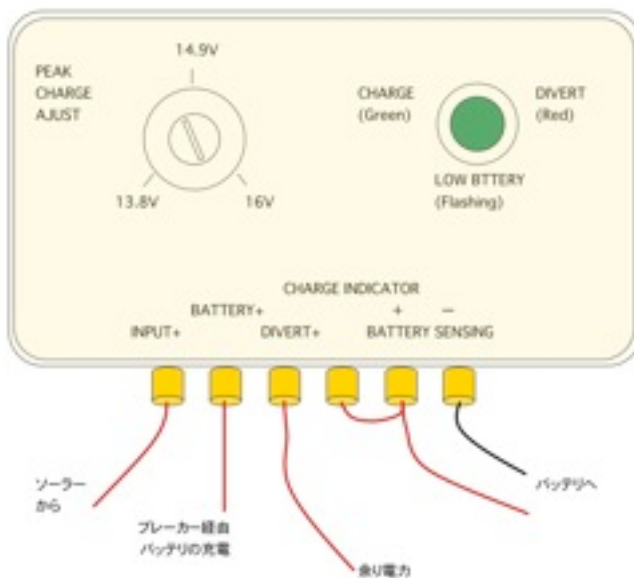 14.9V
PEAK
CHARGE
AJUST
13.8V
16V
CHARGE
(Green)
DIVERT
(Red)
LOW BTTERY
(Flashing)
CHARGE INDICATOR
BATTERY+
+
−
INPUT+
DIVERT+
BATTERY SENSING
ソーラー
から
ブレーカー経由
バッテリの充電
余り電力
バッテリへ